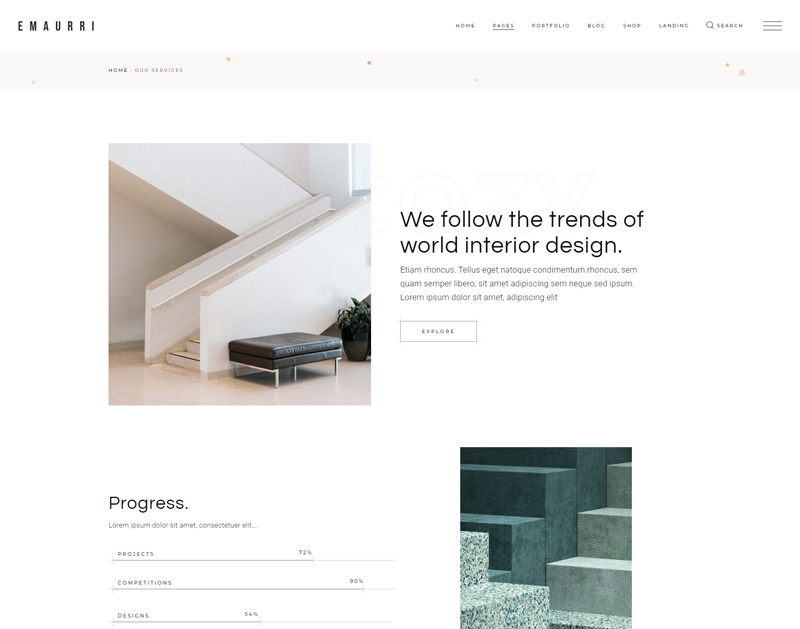 EMAURRI
HOME PAGES PORTFOLIO BLOG SHOP LANDING SEARCH
HOME | OUR SERVICES
COZY
We follow the trends of
world interior design.
Etiam rhoncus. Tellus eget natoque condimentum rhoncus, sem
quam semper libero, sit amet adipiscing sem neque sed ipsum.
Lorem ipsum dolor sit amet, adipiscing elit
EXPLORE
Progress.
Lorem ipsum dolor sit amet, consectetuer elit....
PROJECTS 72%
COMPETITIONS 90%
DESIGNS 54%